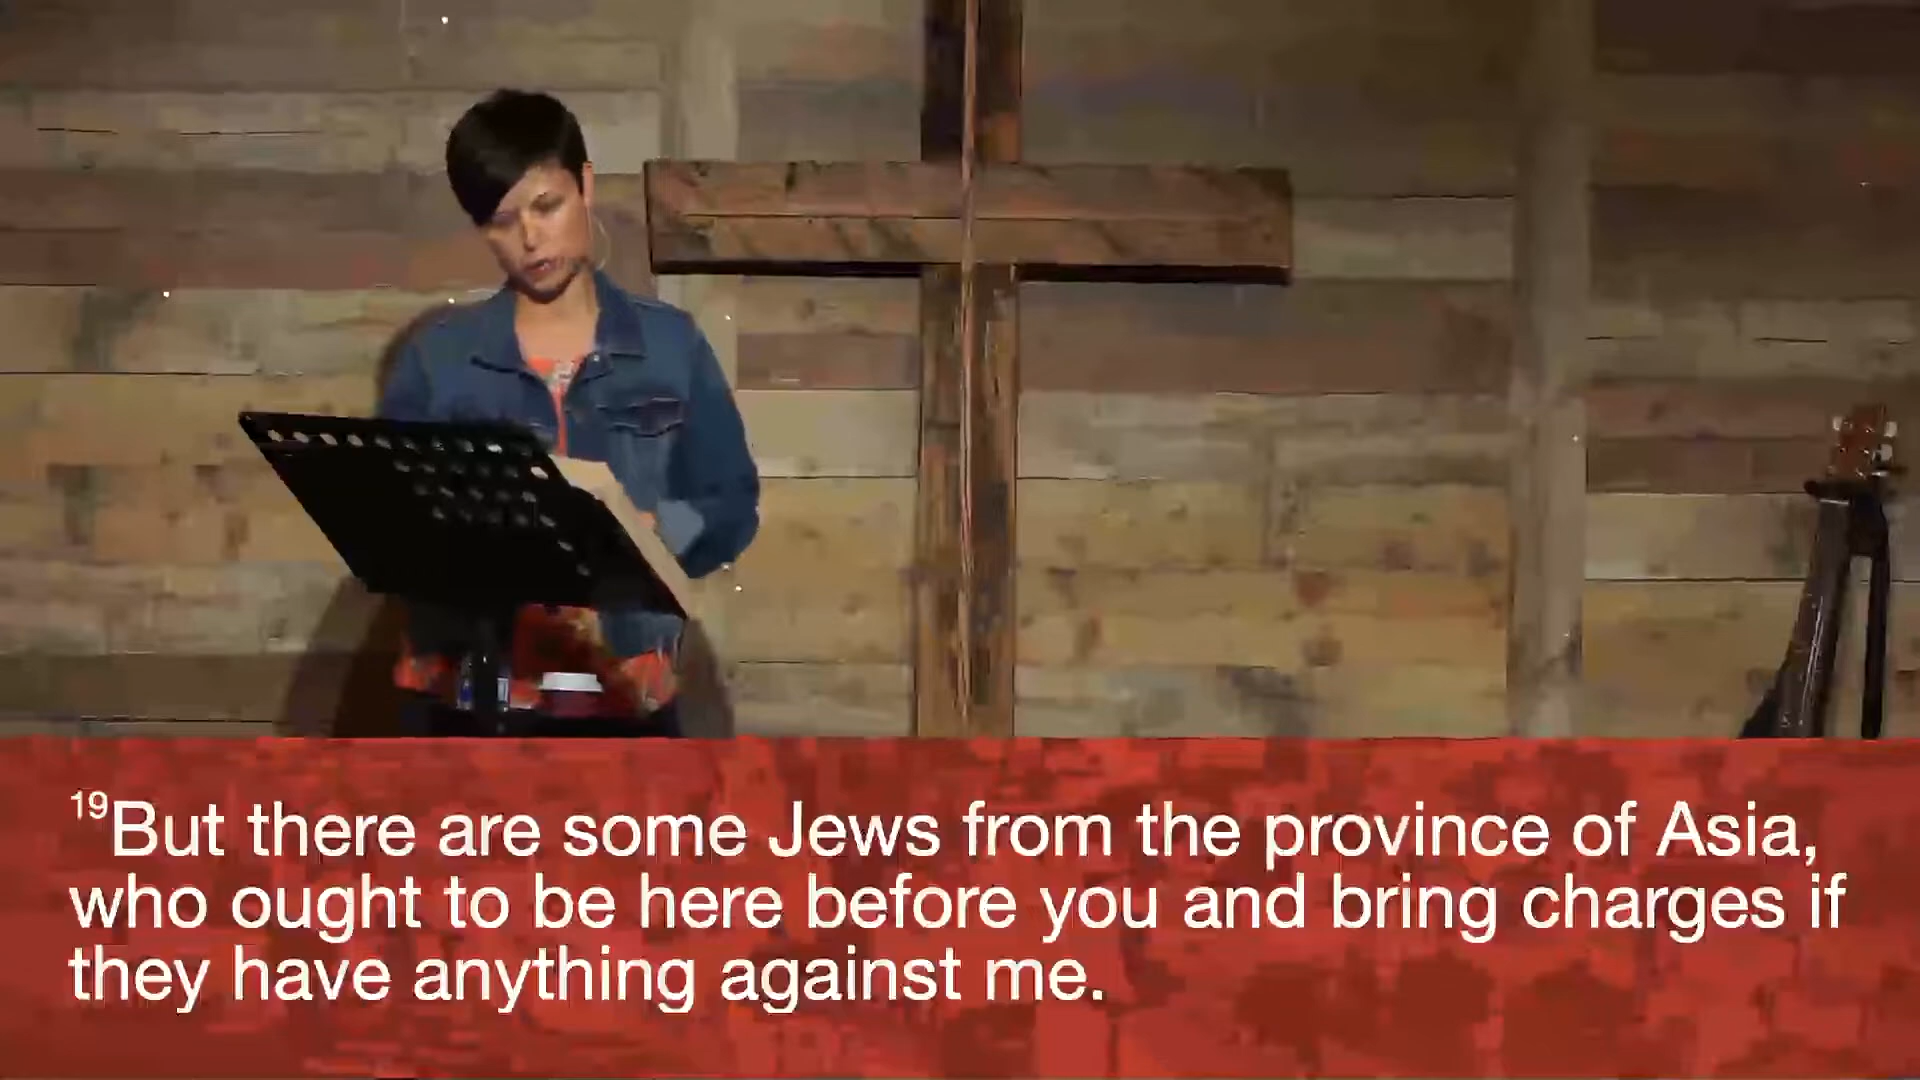 19But there are some Jews from the province of Asia,
who ought to be here before you and bring charges if
they have anything against me.